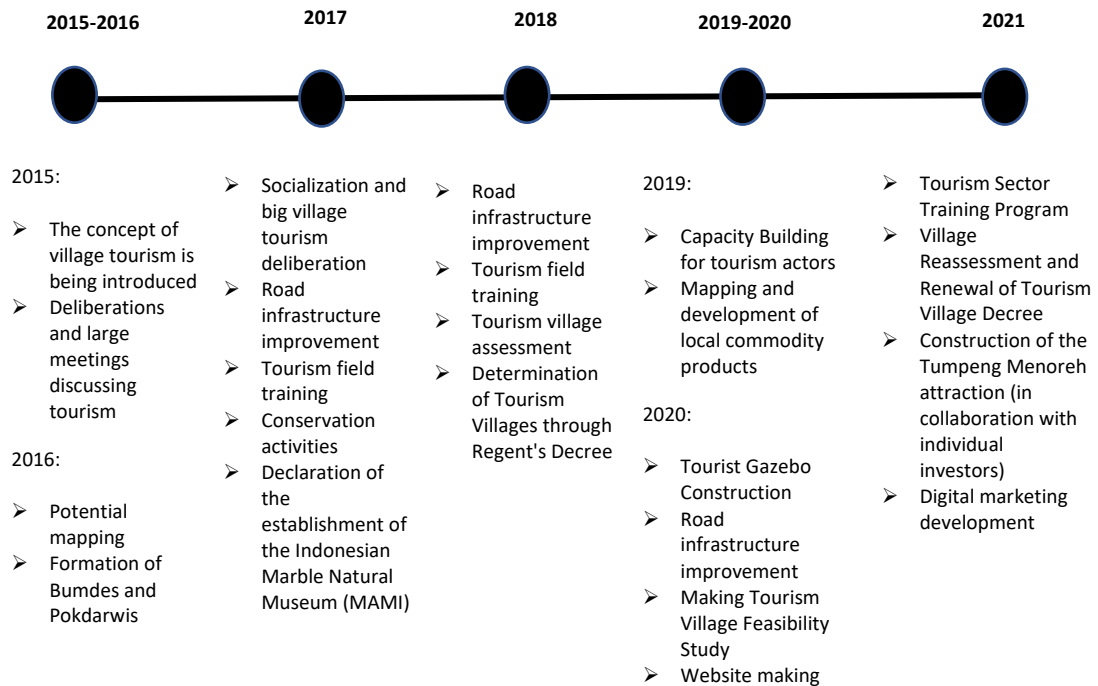 2015-2016
2017
2018
2019-2020
2021
2015:
➢ The concept of
village tourism is
being introduced
➢ Deliberations
and large
meetings
discussing
tourism
2016:
➢ Potential
mapping
➢ Formation of
Bumdes and
Pokdarwis
➢ Socialization and
big village
tourism
deliberation
➢ Road
infrastructure
improvement
➢ Tourism field
training
➢ Conservation
activities
➢ Declaration of
the
establishment of
the Indonesian
Marble Natural
Museum (MAMI)
➢ Road
infrastructure
improvement
➢ Tourism field
training
➢ Tourism village
assessment
➢ Determination
of Tourism
Villages through
Regent's Decree
2019:
➢ Capacity Building
for tourism actors
➢ Mapping and
development of
local commodity
products
2020:
➢ Tourist Gazebo
Construction
➢ Road
infrastructure
improvement
➢ Making Tourism
Village Feasibility
Study
➢ Website making
➢ Tourism Sector
Training Program
➢ Village
Reassessment and
Renewal of Tourism
Village Decree
➢ Construction of the
Tumpeng Menoreh
attraction (in
collaboration with
individual
investors)
➢ Digital marketing
development